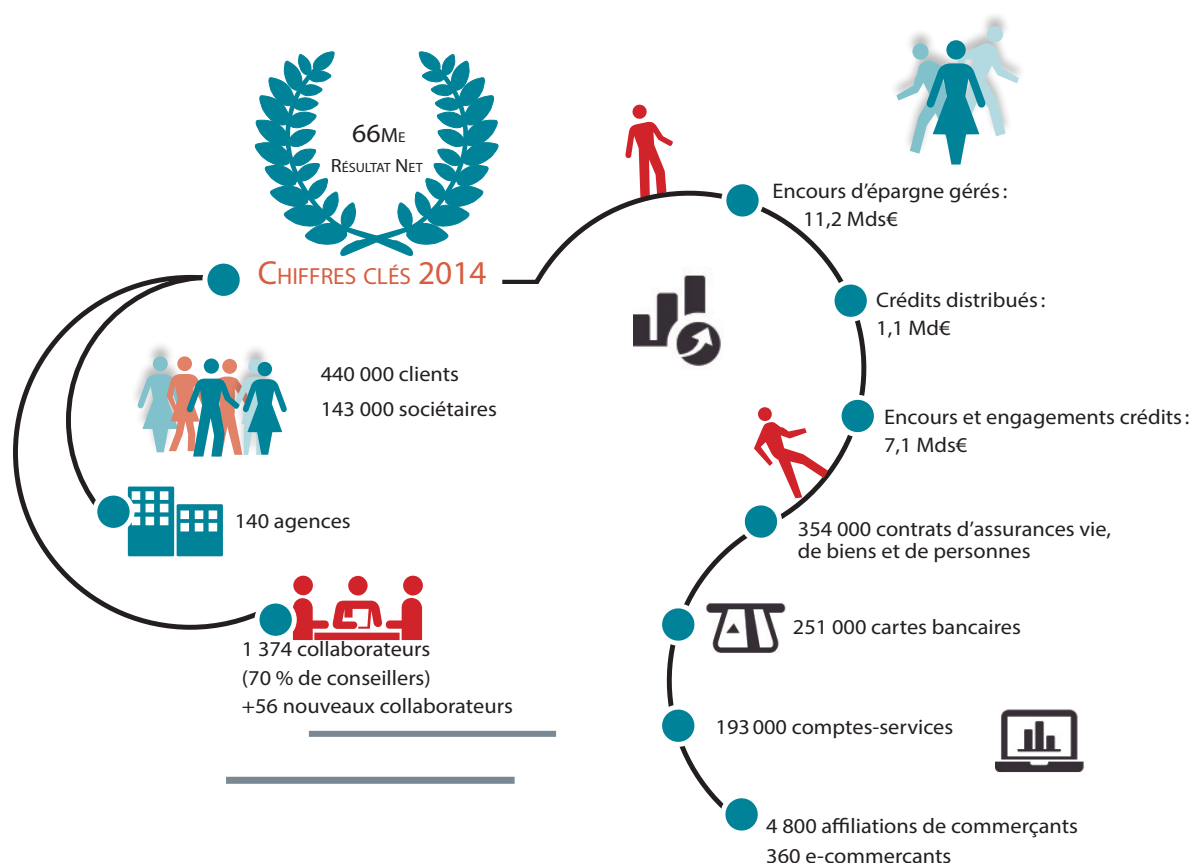 66Me
Résultat Net
Chiffres clés 2014
440 000 clients
143 000 sociétaires
140 agences
1 374 collaborateurs
(70 % de conseillers)
+56 nouveaux collaborateurs
Encours d'épargne gérés :
11,2 Mds€
Crédits distribués :
1,1 Md€
Encours et engagements crédits :
7,1 Mds€
354 000 contrats d'assurances vie,
de biens et de personnes
251 000 cartes bancaires
193 000 comptes-services
4 800 affiliations de commerçants
360 e-commerçants